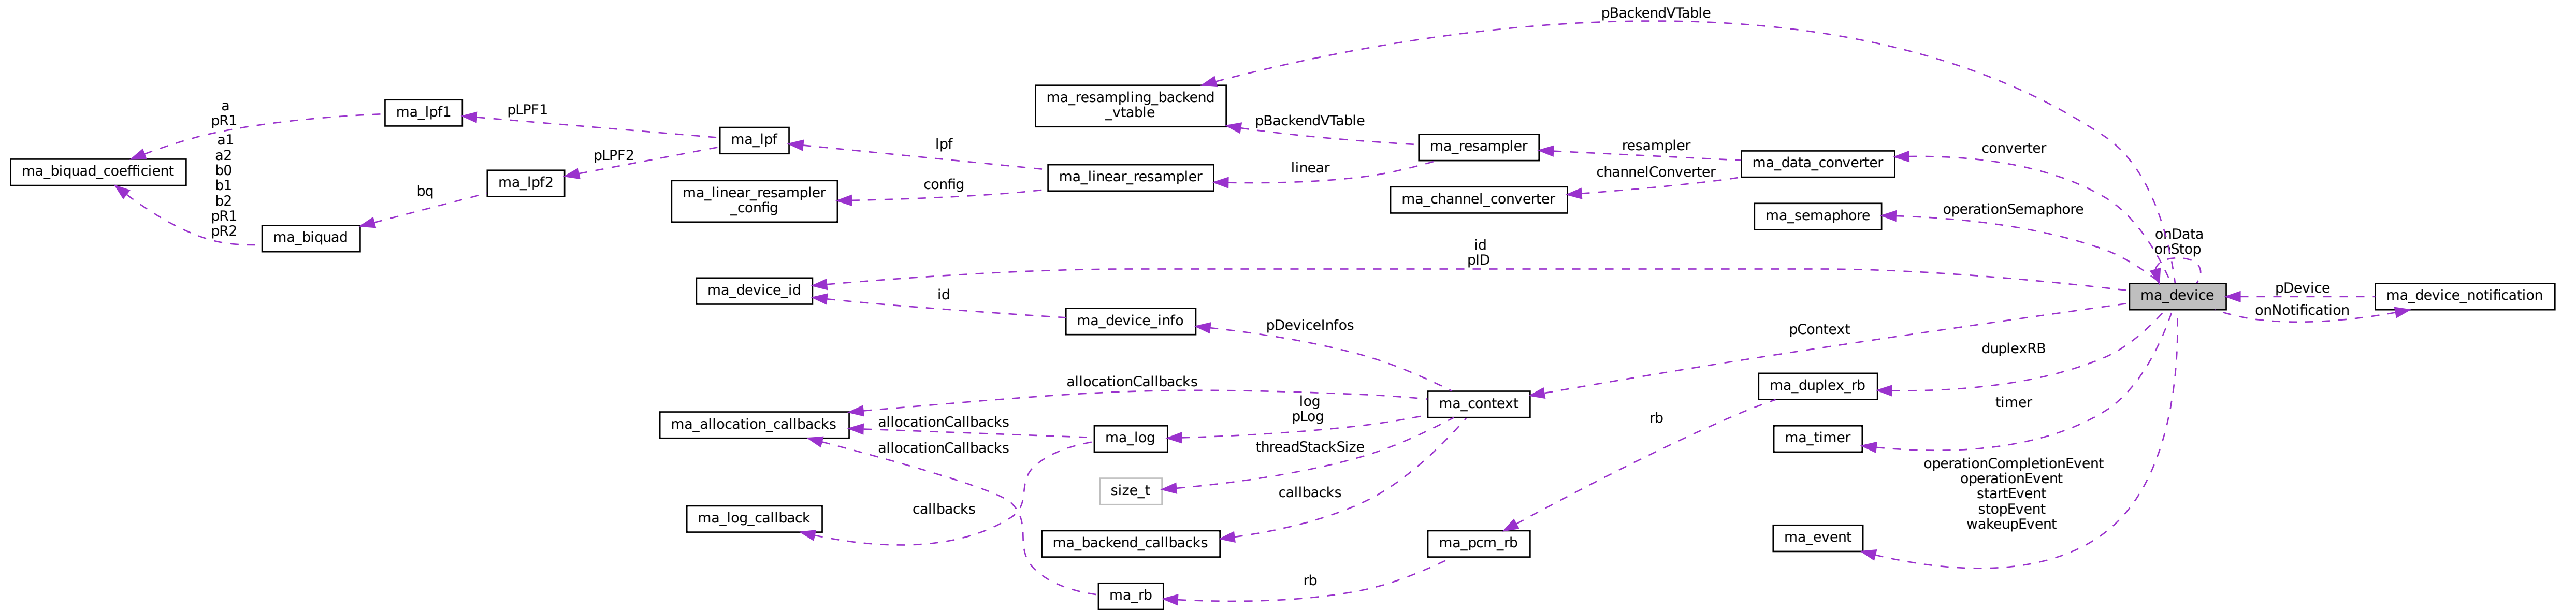 pBackendVTable
ma_resampling_backend
_vtable
a
pR1
ma_lpf1
pLPF1
pBackendVTable
a1
a2
b0
b1
b2
pR1
pR2
ma_lpf
lpf
ma_resampler
resampler
converter
ma_biquad_coefficient
pLPF2
ma_data_converter
ma_lpf2
bq
ma_linear_resampler
_config
config
ma_linear_resampler
linear
channelConverter
ma_channel_converter
ma_semaphore
operationSemaphore
ma_biquad
id
pID
onData
onStop
ma_device_id
id
ma_device_info
pDeviceInfos
pContext
ma_device
pDevice
onNotification
ma_device_notification
duplexRB
allocationCallbacks
ma_context
ma_duplex_rb
timer
ma_allocation_callbacks
allocationCallbacks
allocationCallbacks
ma_log
log
pLog
rb
ma_timer
threadStackSize
size_t
callbacks
operationCompletionEvent
operationEvent
startEvent
stopEvent
wakeupEvent
ma_log_callback
callbacks
ma_backend_callbacks
ma_pcm_rb
ma_event
ma_rb
rb